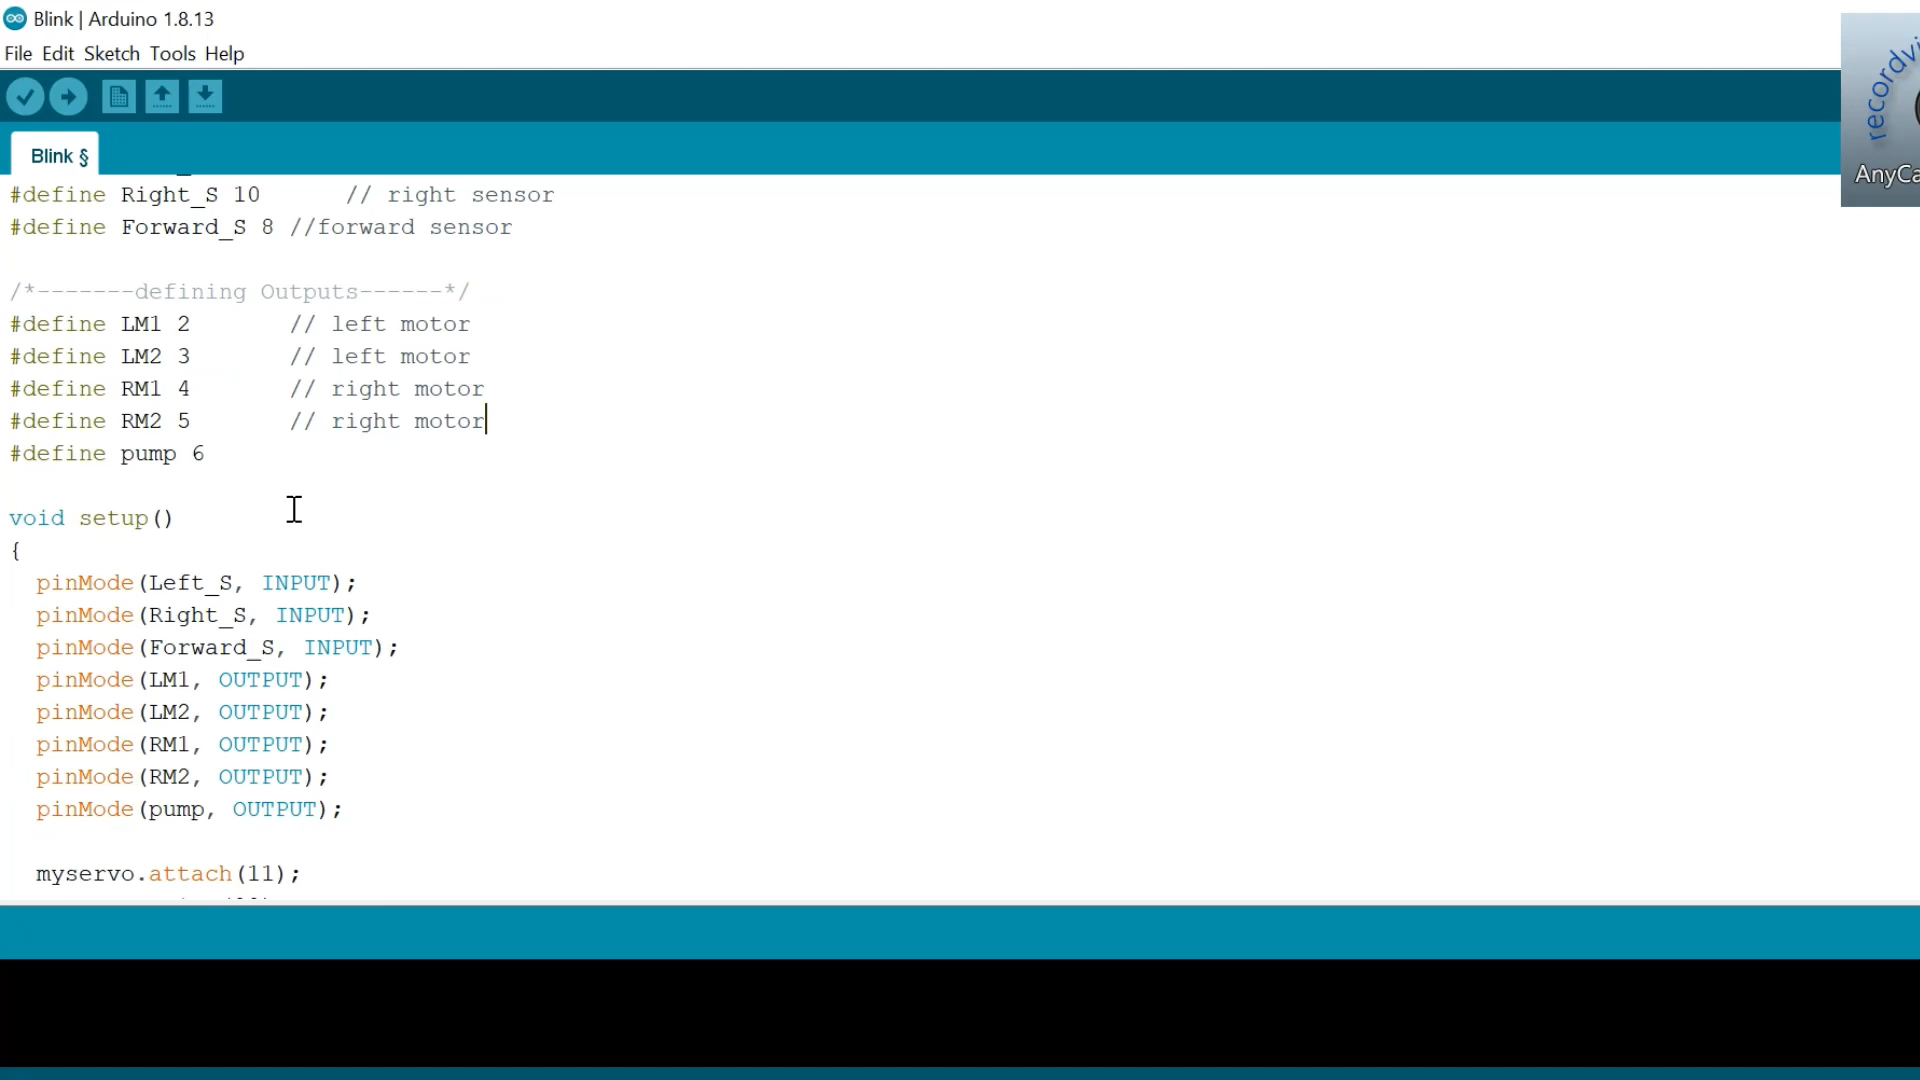 Blink | Arduino 1.8.13
File Edit Sketch Tools Help
Blink §
#define Right_S 10      // right sensor
#define Forward_S 8 //forward sensor
/*-------defining Outputs------*/
#define LM1 2       // left motor
#define LM2 3       // left motor
#define RM1 4       // right motor
#define RM2 5       // right motor
#define pump 6
void setup()
{
  pinMode(Left_S, INPUT);
  pinMode(Right_S, INPUT);
  pinMode(Forward_S, INPUT);
  pinMode(LM1, OUTPUT);
  pinMode(LM2, OUTPUT);
  pinMode(RM1, OUTPUT);
  pinMode(RM2, OUTPUT);
  pinMode(pump, OUTPUT);
  myservo.attach(11);
recordvi
AnyCa